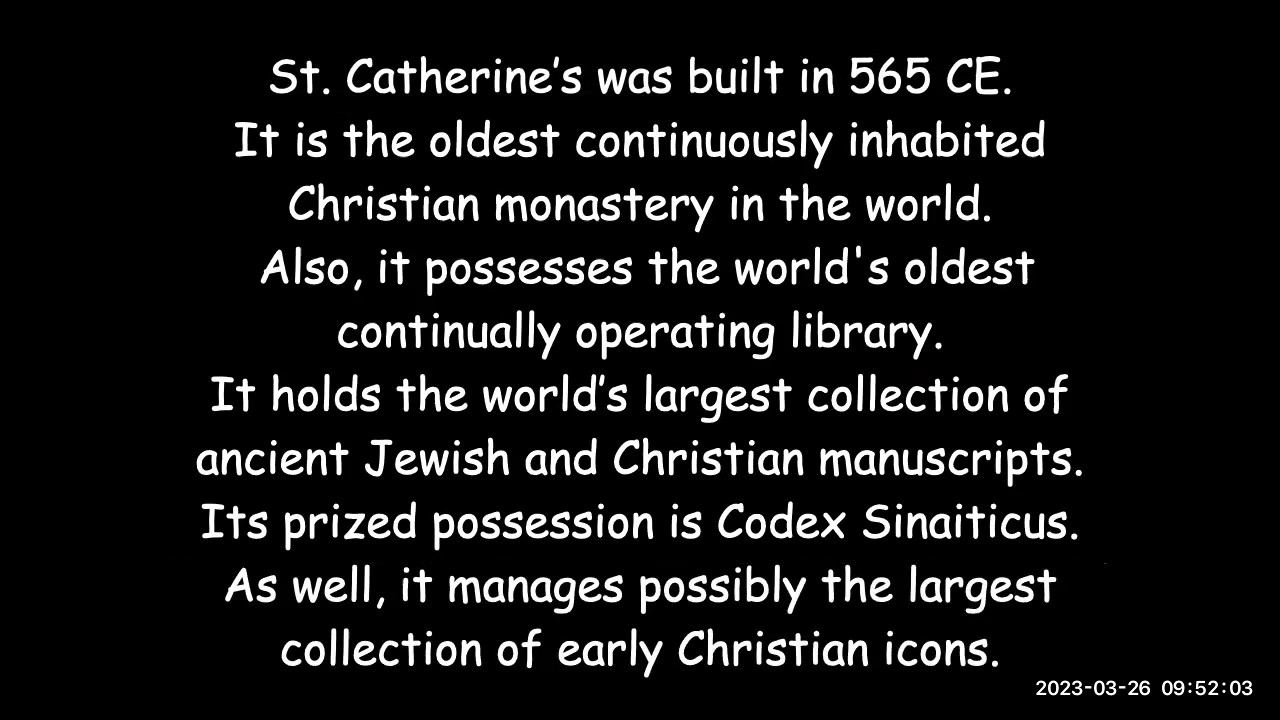 St. Catherine’s was built in 565 CE.
It is the oldest continuously inhabited
Christian monastery in the world.
Also, it possesses the world's oldest
continually operating library.
It holds the world’s largest collection of
ancient Jewish and Christian manuscripts.
Its prized possession is Codex Sinaiticus.
As well, it manages possibly the largest
collection of early Christian icons.
2023-03-26 09:52:03